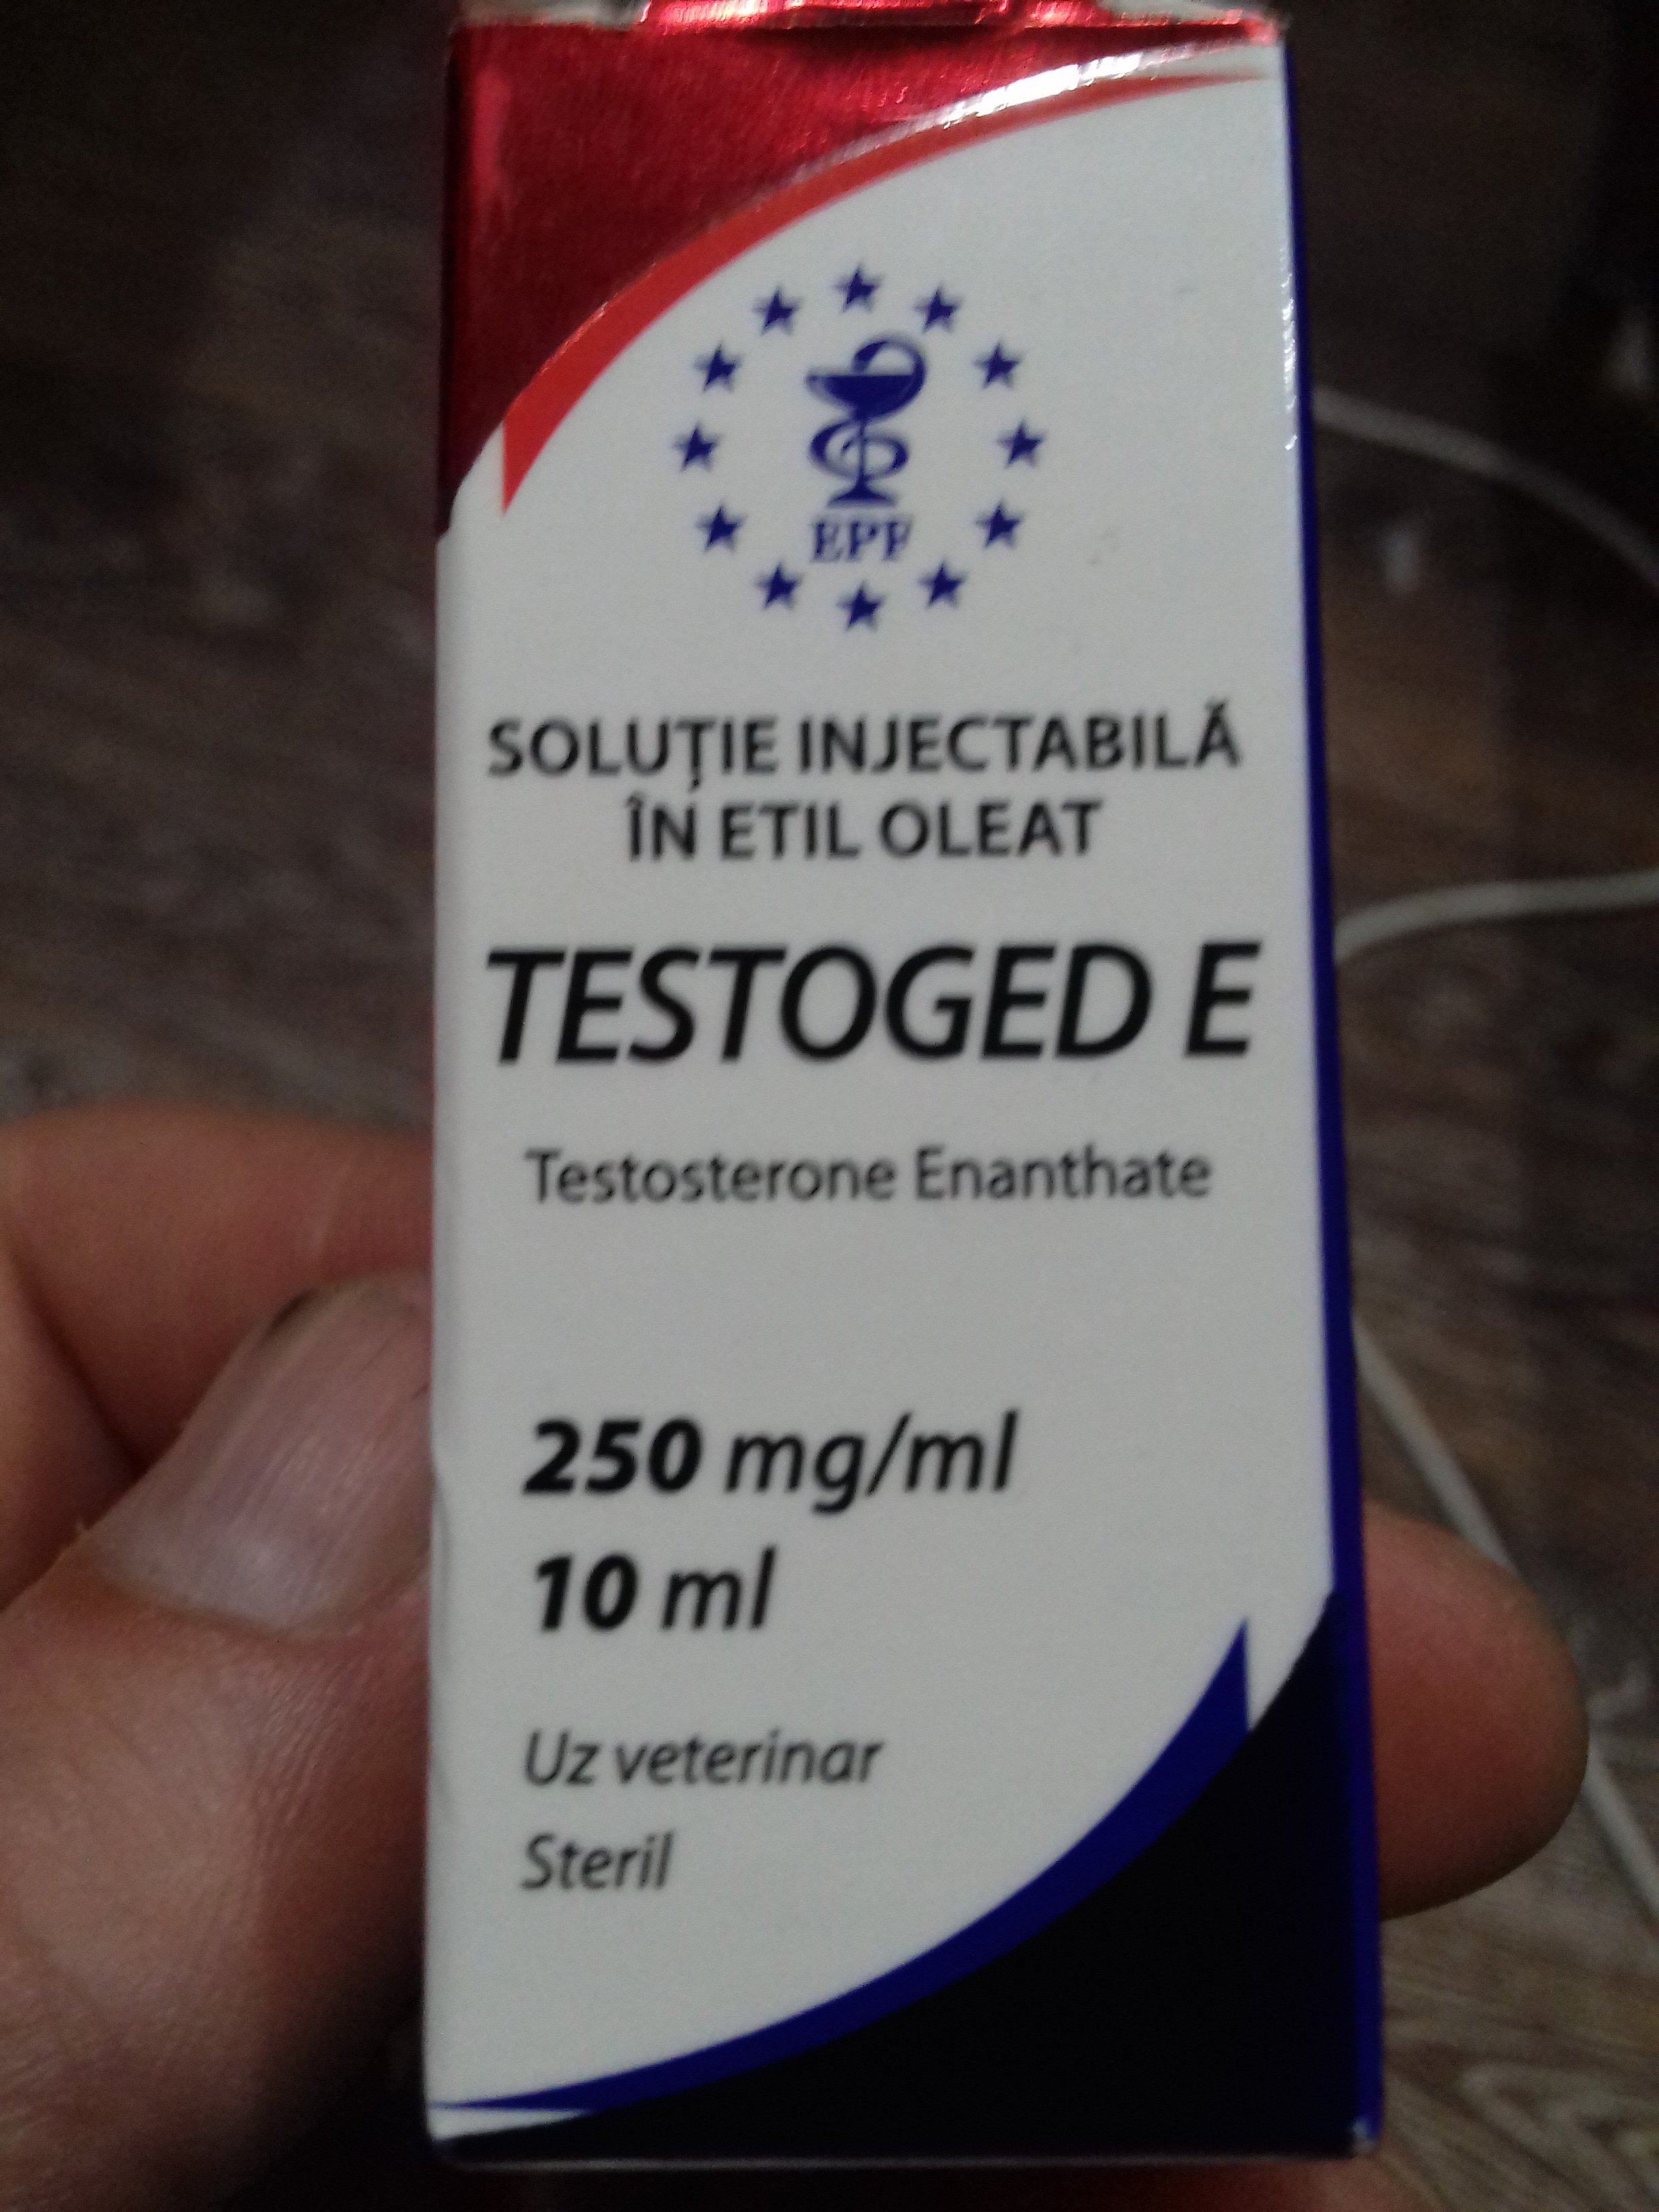 EPF
SOLUȚIE INJECTABILĂ
ÎN ETIL OLEAT
TESTOGED E
Testosterone Enanthate
250 mg/ml
10 ml
Uz veterinar
Steril